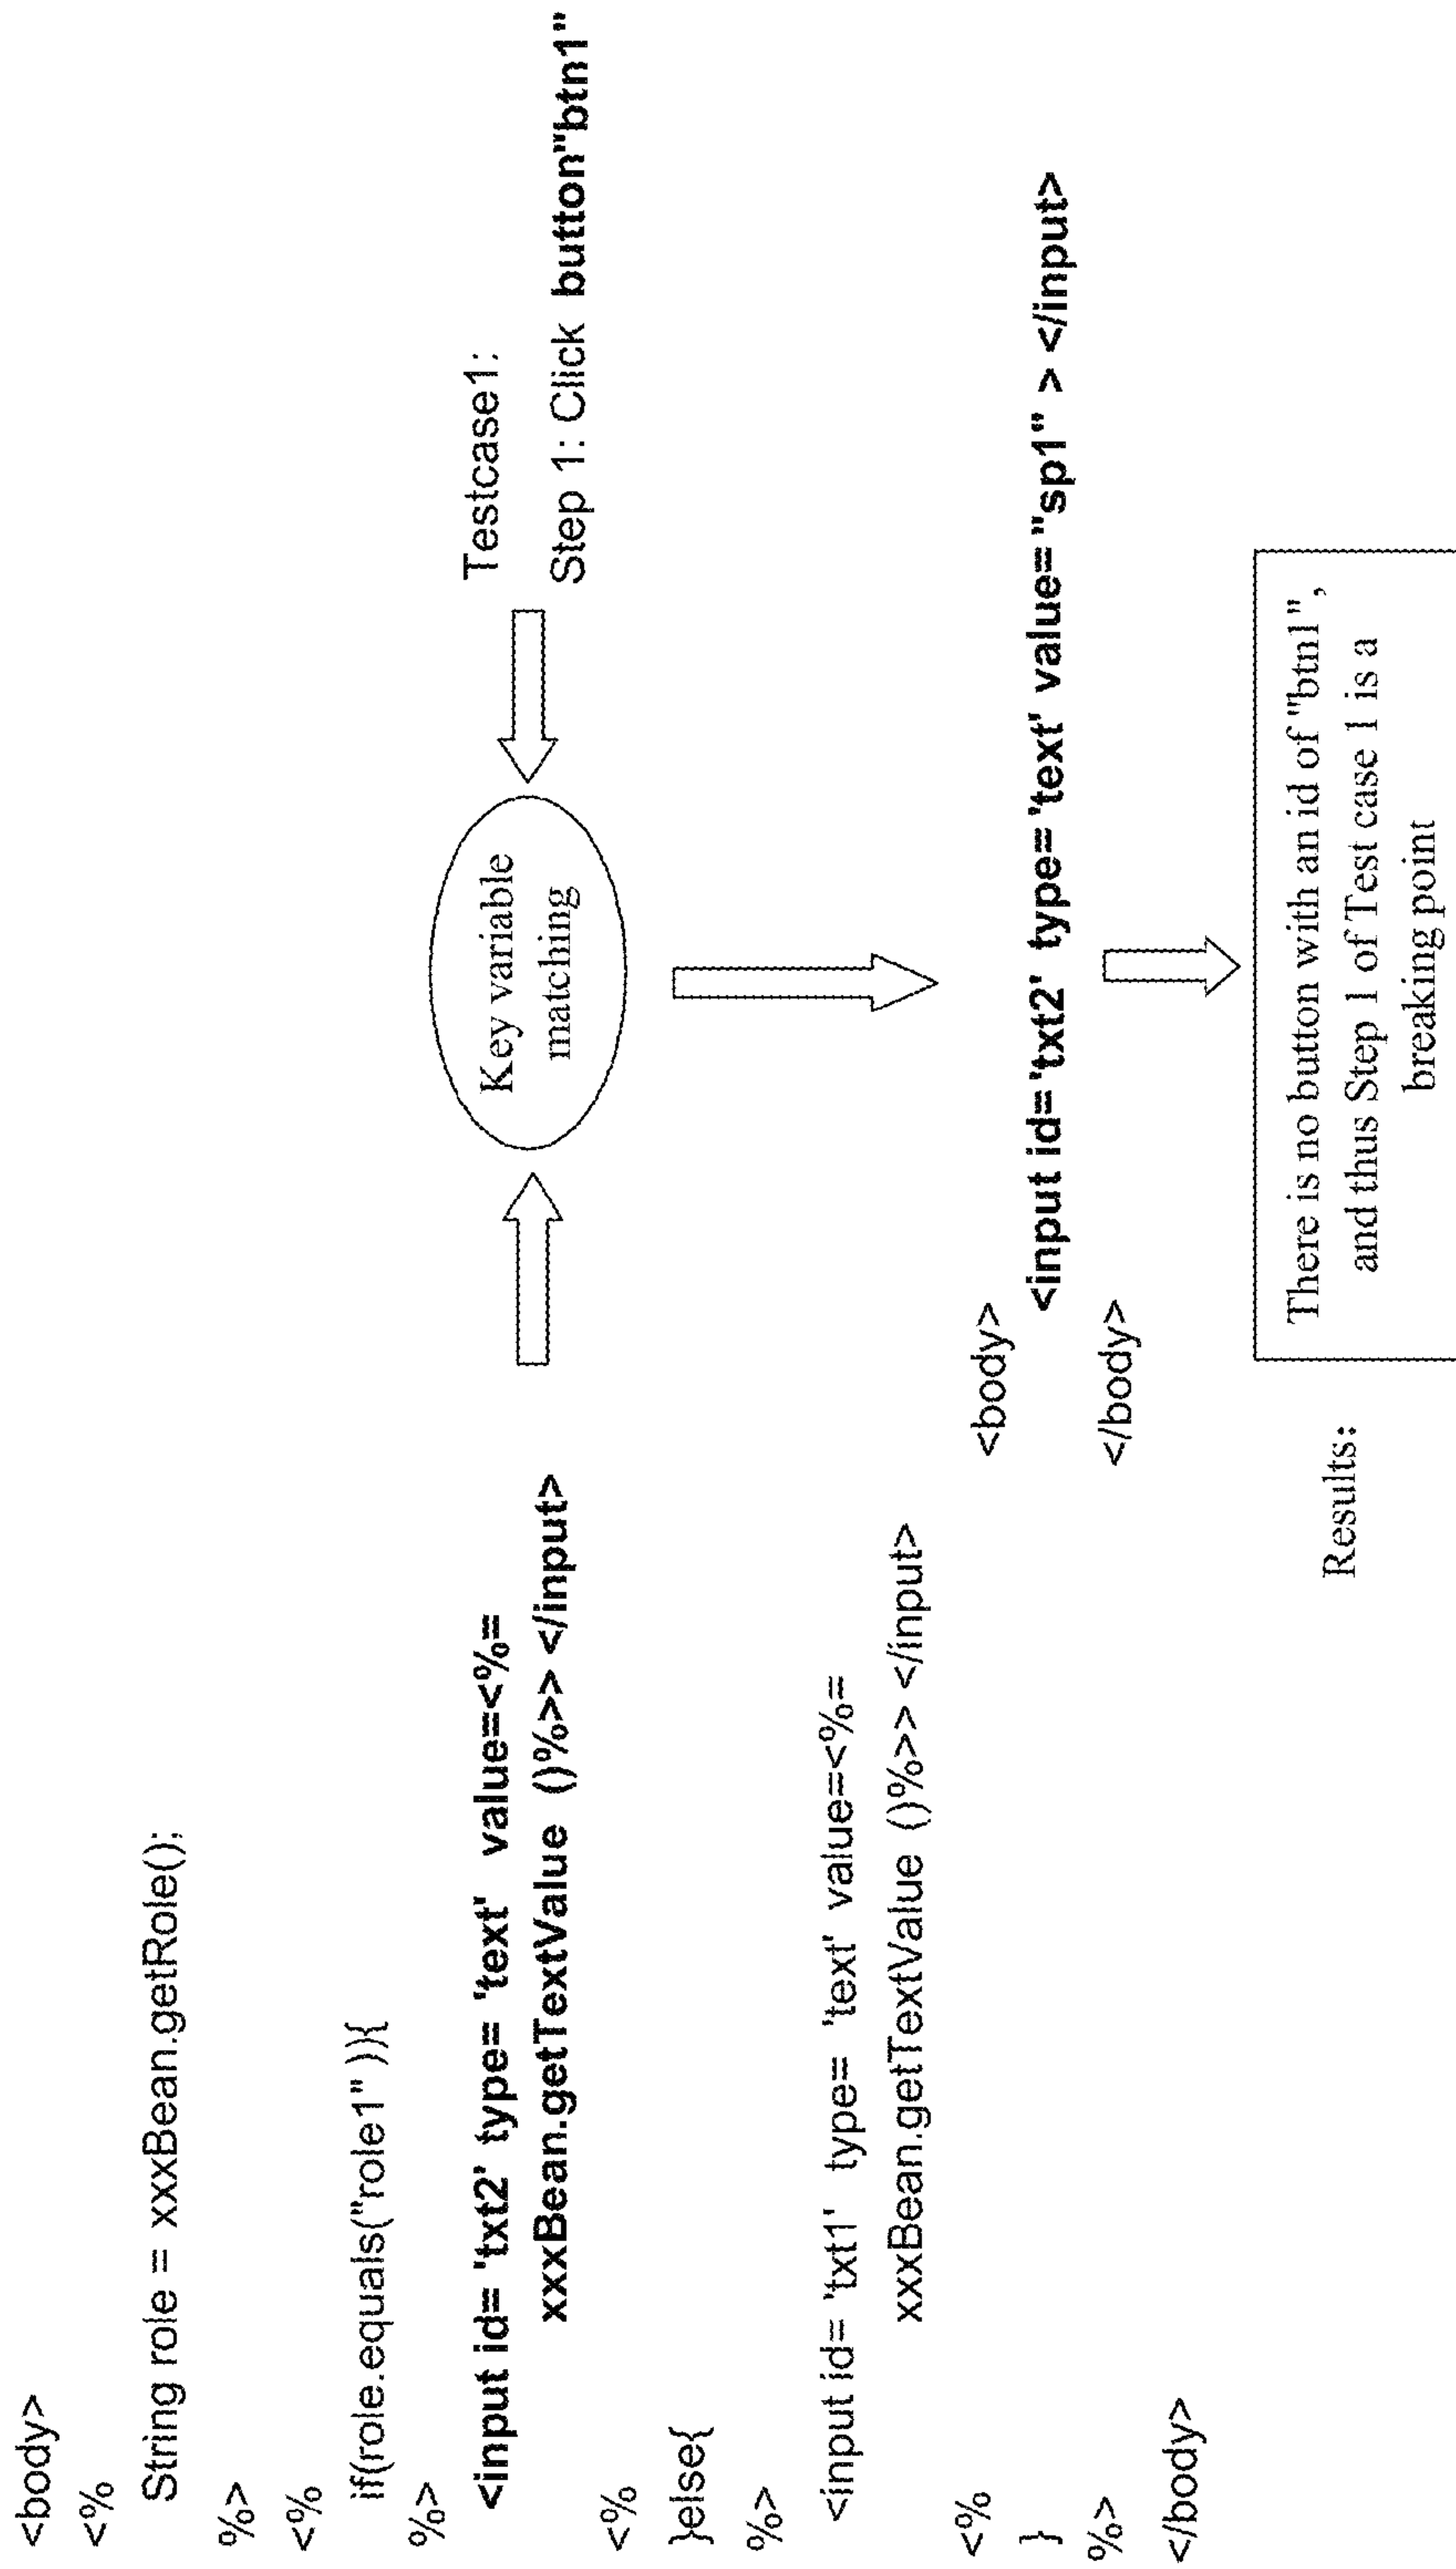 <body>
<%
String role = xxxBean.getRole();
%>
<%
if(role.equals("role1" )){
%>
<input id= 'txt2' type= 'text' value=<%=
xxxBean.getTextValue ()%>> </input>
<%
}else{
%>
<input id= 'txt1' type= 'text' value=<%=
xxxBean.getTextValue ()%>> </input>
<%
}
%>
</body>
Key variable
matching
Testcase1:
Step 1: Click button"btn1"
<body>
<input id= 'txt2' type= 'text' value= "sp1" > </input>
</body>
Results:
There is no button with an id of "btn1",
and thus Step 1 of Test case 1 is a
breaking point